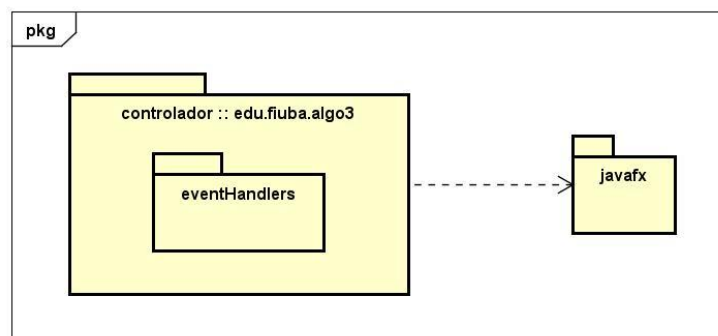 pkg
controlador :: edu.fiuba.algo3
eventHandlers
javafx